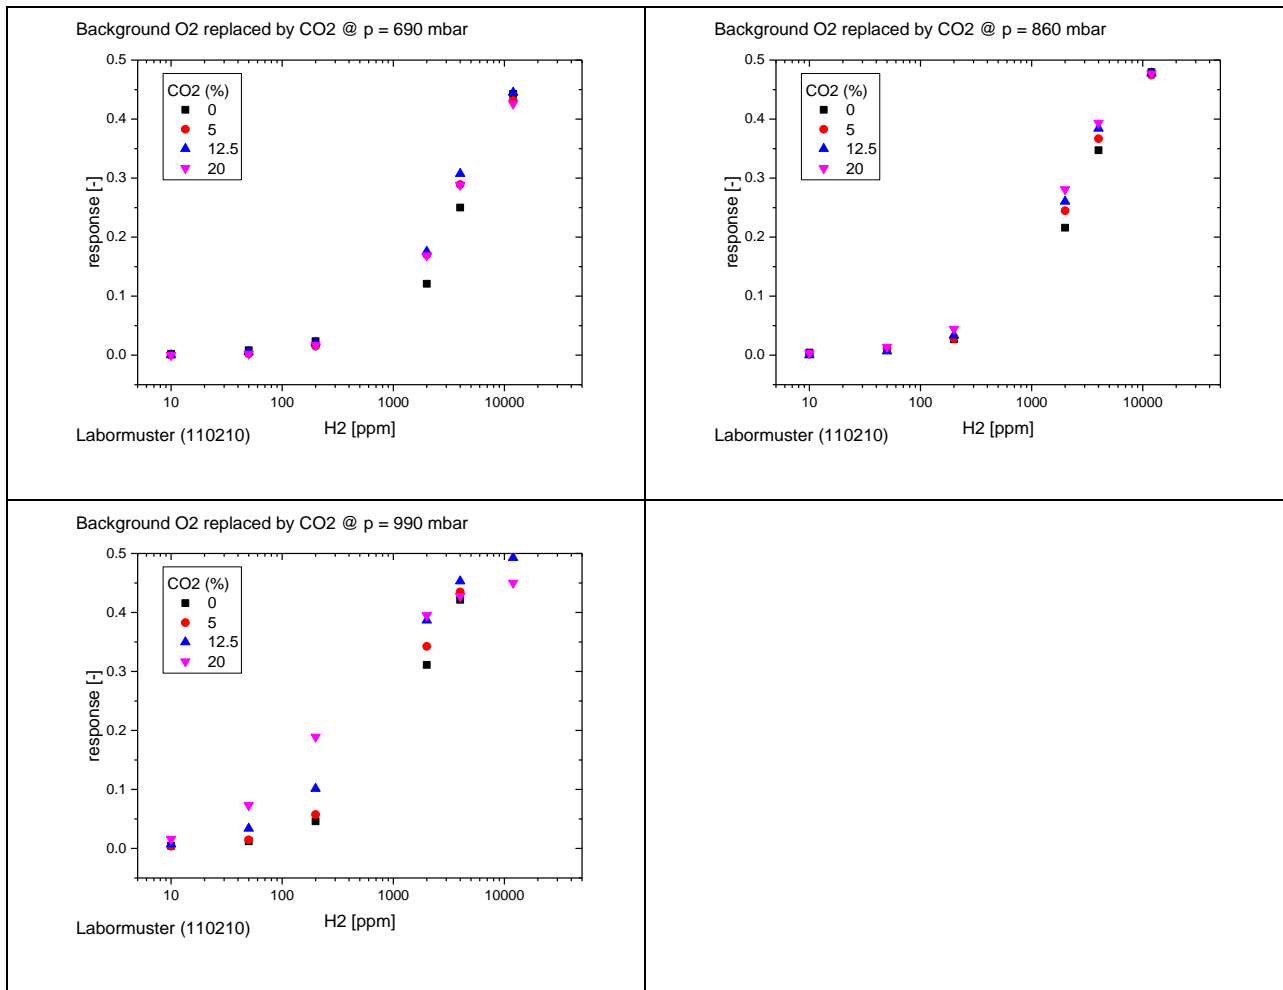 Background O2 replaced by CO2 @ p = 690 mbar
0.5
0.4
0.3
0.2
0.1
0.0
response [-]
CO2 (%)
0
5
12.5
20
10
100
1000
10000
H2 [ppm]
Labormuster (110210)
Background O2 replaced by CO2 @ p = 860 mbar
0.5
0.4
0.3
0.2
0.1
0.0
response [-]
CO2 (%)
0
5
12.5
20
10
100
1000
10000
H2 [ppm]
Labormuster (110210)
Background O2 replaced by CO2 @ p = 990 mbar
0.5
0.4
0.3
0.2
0.1
0.0
response [-]
CO2 (%)
0
5
12.5
20
10
100
1000
10000
H2 [ppm]
Labormuster (110210)